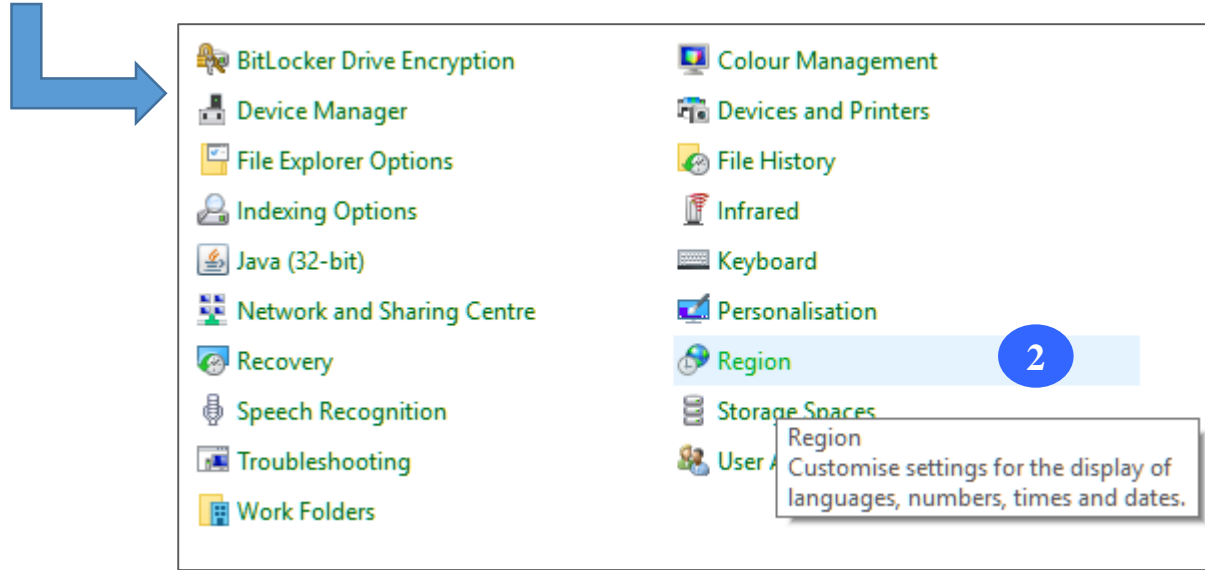 BitLocker Drive Encryption
Colour Management
Device Manager
Devices and Printers
File Explorer Options
File History
Indexing Options
Infrared
Java (32-bit)
Keyboard
Network and Sharing Centre
Personalisation
Recovery
Region
2
Speech Recognition
Storage Spaces
Troubleshooting
User
Region
Customise settings for the display of
languages, numbers, times and dates.
Work Folders